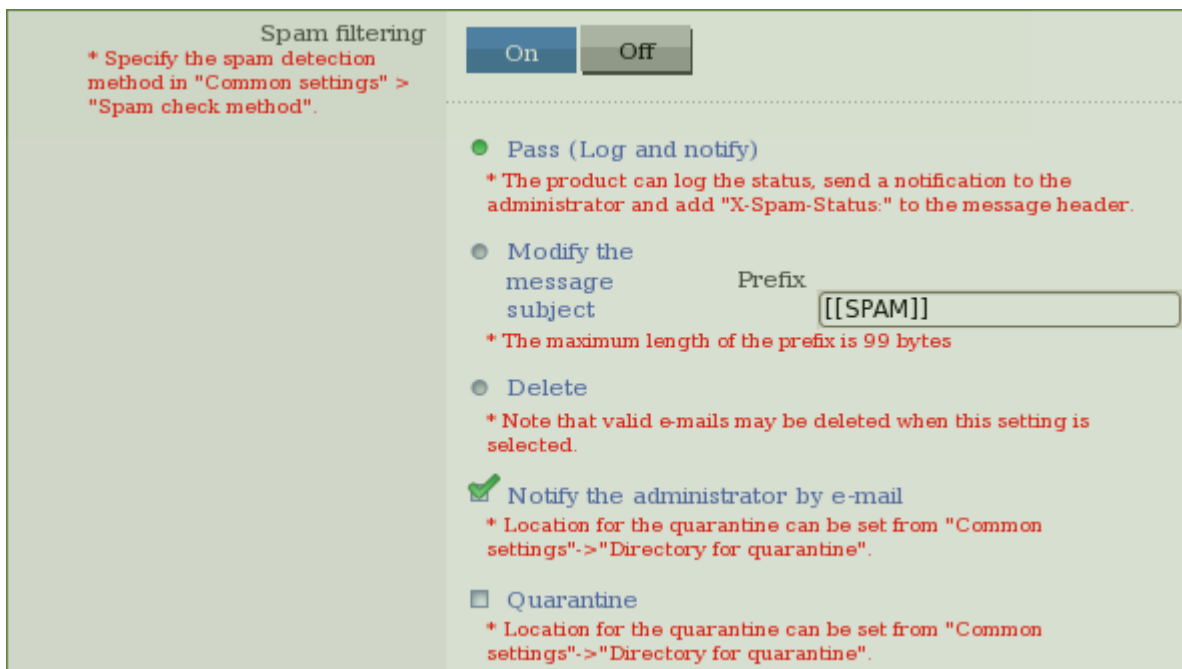 Spam filtering
* Specify the spam detection
method in "Common settings" >
"Spam check method".
On
Off
Pass (Log and notify)
* The product can log the status, send a notification to the
administrator and add "X-Spam-Status:" to the message header.
Modify the
message
subject
Prefix
[[SPAM]]
* The maximum length of the prefix is 99 bytes
Delete
* Note that valid e-mails may be deleted when this setting is
selected.
Notify the administrator by e-mail
* Location for the quarantine can be set from "Common
settings"->"Directory for quarantine".
Quarantine
* Location for the quarantine can be set from "Common
settings"->"Directory for quarantine".